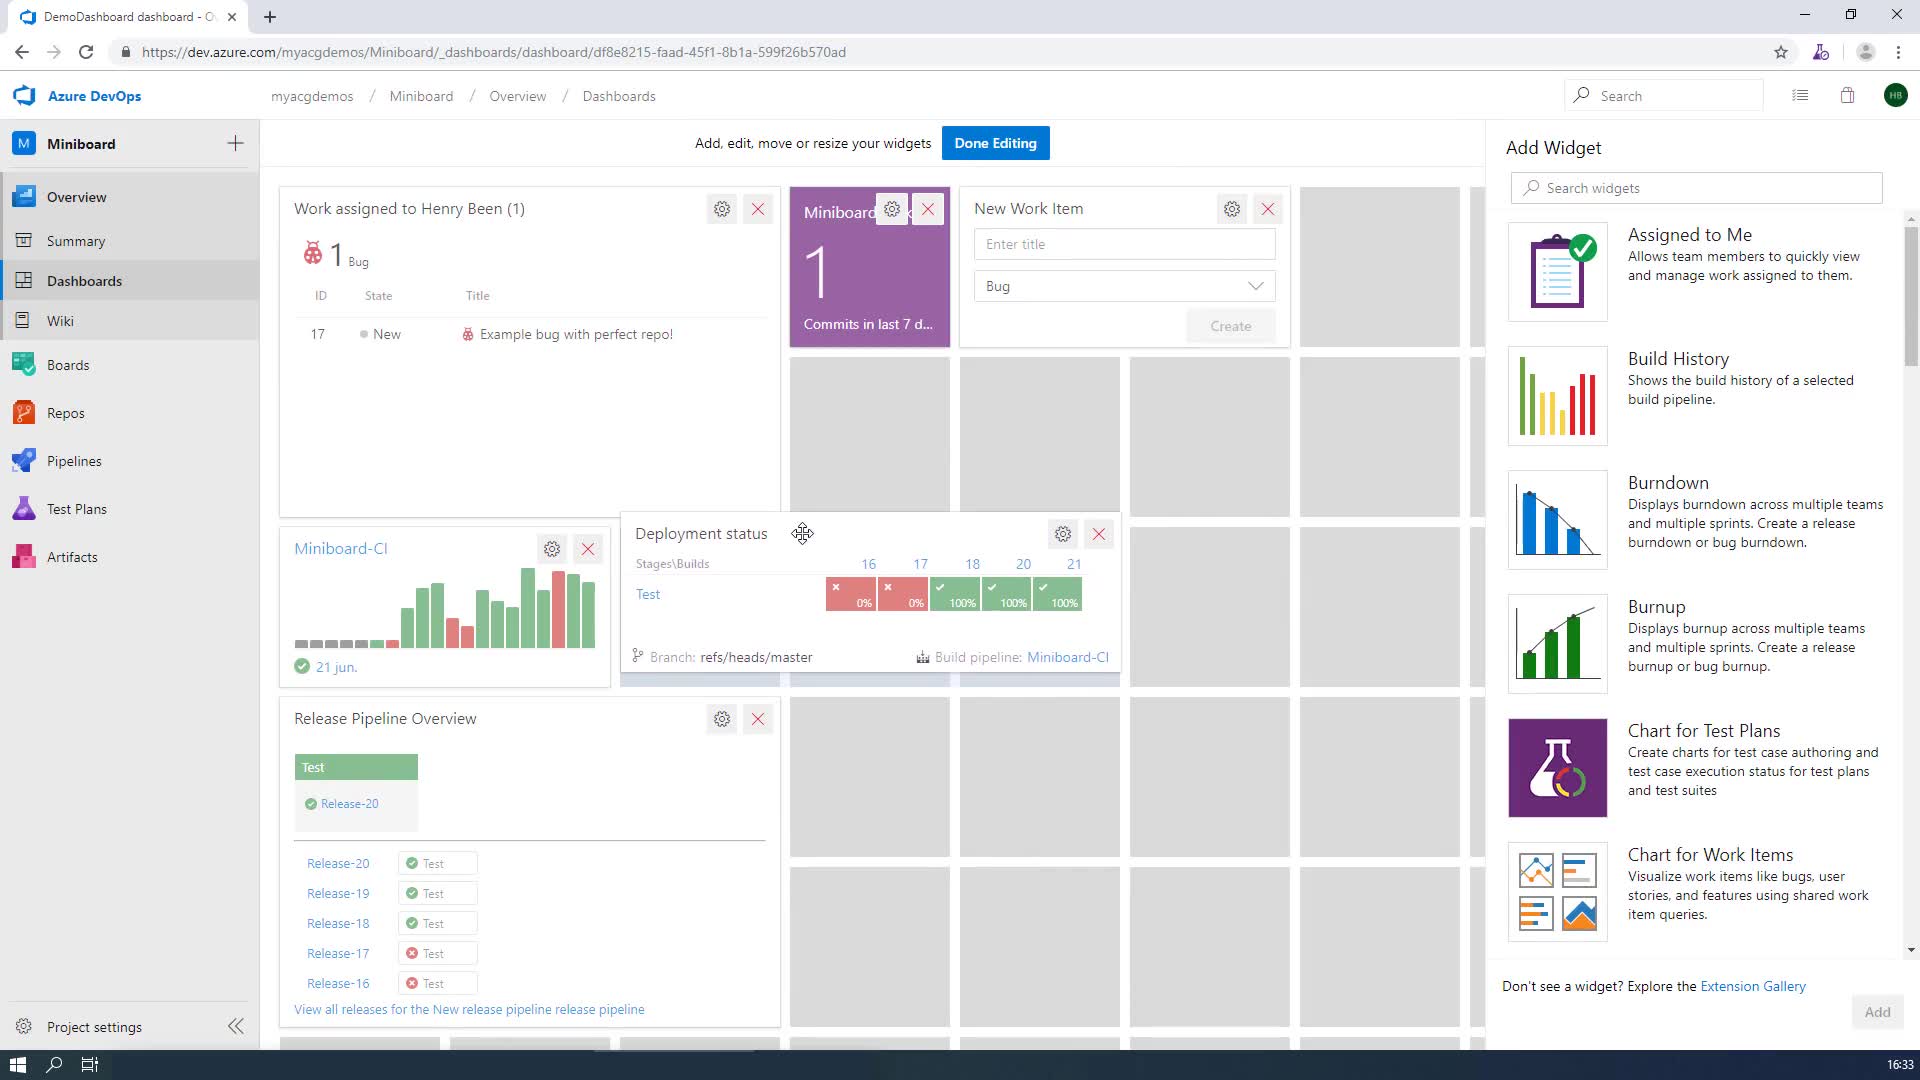 DemoDashboard dashboard - O
https://dev.azure.com/myacgdemos/Miniboard/_dashboards/dashboard/df8e8215-faad-45f1-8b1a-599f26b570ad
Azure DevOps
myacgdemos / Miniboard / Overview / Dashboards
Search
HB
M Miniboard
Overview
Summary
Dashboards
Wiki
Boards
Repos
Pipelines
Test Plans
Artifacts
Project settings
Add, edit, move or resize your widgets
Done Editing
Work assigned to Henry Been (1)
1 Bug
ID State Title
17 New Example bug with perfect repo!
Miniboard
1
Commits in last 7 d...
New Work Item
Enter title
Bug
Create
Miniboard-CI
21 jun.
Deployment status
Stages\Builds 16 17 18 20 21
Test 0% 0% 100% 100% 100%
Branch: refs/heads/master Build pipeline: Miniboard-CI
Release Pipeline Overview
Test
Release-20
Release-20 Test
Release-19 Test
Release-18 Test
Release-17 Test
Release-16 Test
View all releases for the New release pipeline release pipeline
Add Widget
Search widgets
Assigned to Me
Allows team members to quickly view
and manage work assigned to them.
Build History
Shows the build history of a selected
build pipeline.
Burndown
Displays burndown across multiple teams
and multiple sprints. Create a release
burndown or bug burndown.
Burnup
Displays burnup across multiple teams
and multiple sprints. Create a release
burnup or bug burnup.
Chart for Test Plans
Create charts for test case authoring and
test case execution status for test plans
and test suites
Chart for Work Items
Visualize work items like bugs, user
stories, and features using shared work
item queries.
Don't see a widget? Explore the Extension Gallery
Add
16:33